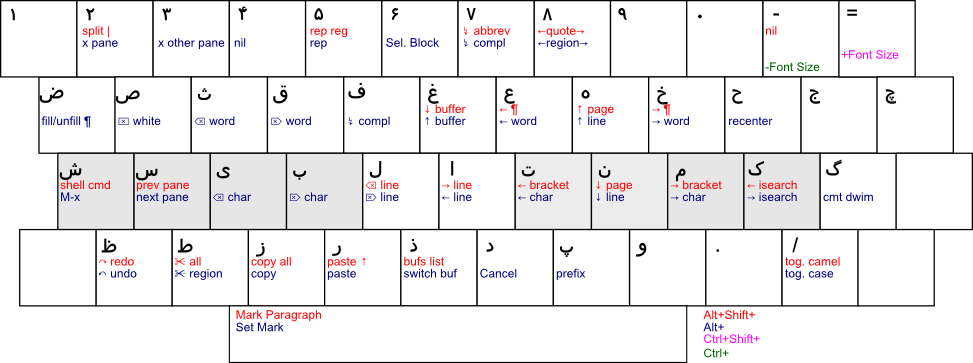 ۱ ۲ ۳ ۴ ۵ ۶ ۷ ۸ ۹ ۰ - =
split | rep reg ␣ abbrev ←quote→ nil
x pane x other pane nil rep Sel. Block ␣ compl ←region→
+Font Size
-Font Size
ض ص ث ق ف غ ع ه خ ح ج چ
↓ buffer ←¶ ↑ page →¶
fill/unfill ¶ ⌧ white ⌫ word ⌦ word ␣ compl ↑ buffer ← word ↑ line → word recenter
ش س ی ب ل ا ت ن م ک گ
shell cmd prev pane ⌫ line → line ← bracket ↓ page → bracket ← isearch
M-x next pane ⌫ char ⌦ char ⌦ line ← line ← char ↓ line → char → isearch cmt dwim
ظ ط ز ر ذ د پ و . /
↷ redo ✀ all copy all paste ↑ bufs list tog. camel
↶ undo ✀ region copy paste switch buf Cancel prefix tog. case
Mark Paragraph Alt+Shift+
Set Mark Alt+
Ctrl+Shift+
Ctrl+